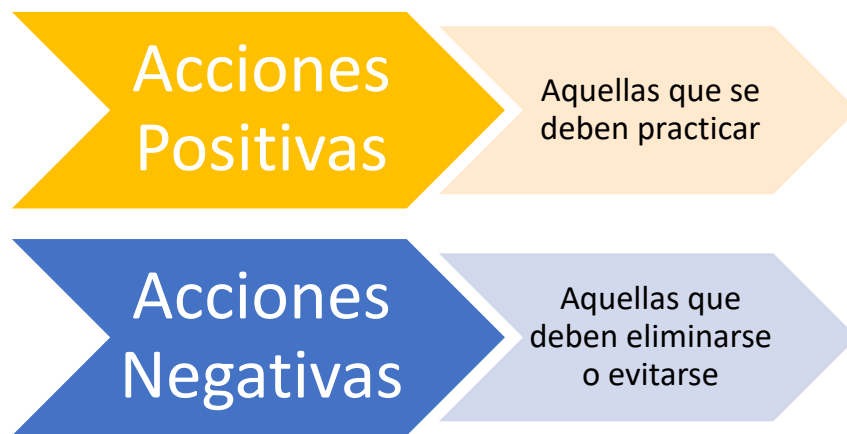 Acciones
Positivas
Aquellas que se
deben practicar
Acciones
Negativas
Aquellas que
deben eliminarse
o evitarse